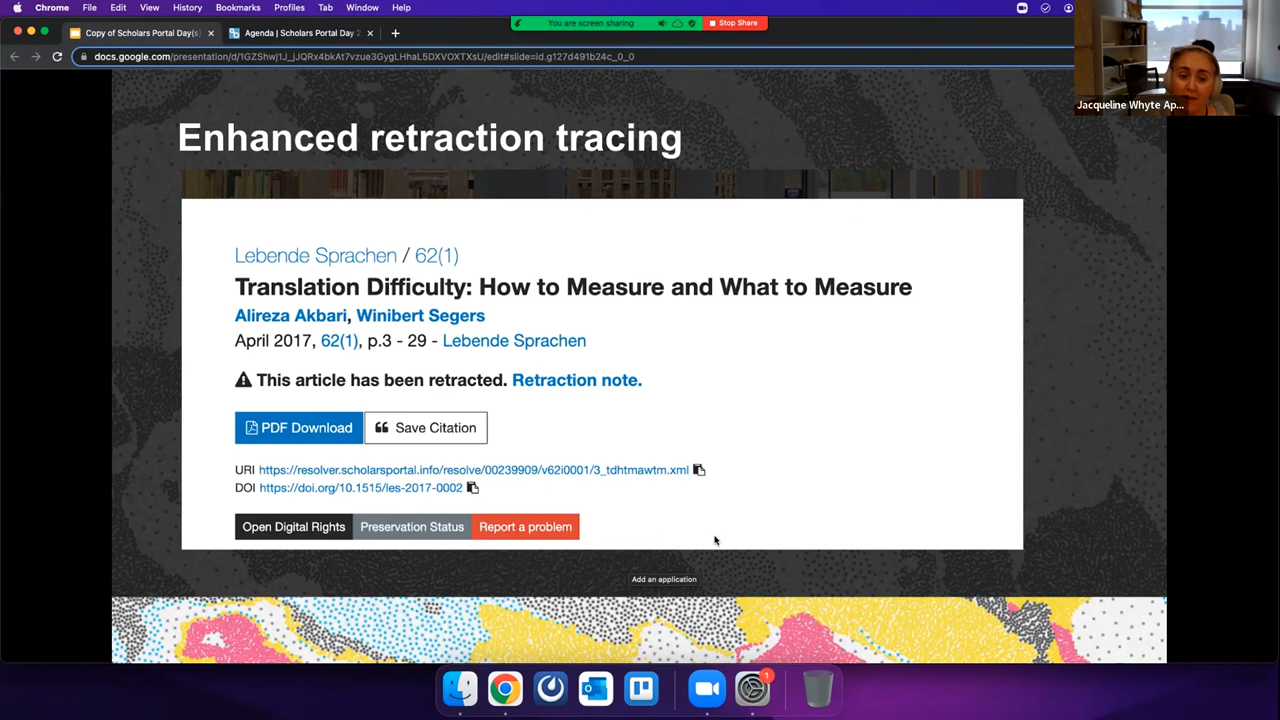 Chrome File Edit View History Bookmarks Profiles Tab Window Help
You are screen sharing
Stop Share
Copy of Scholars Portal Day(s)
Agenda | Scholars Portal Day 2
docs.google.com/presentation/d/1GZShwj1J_jJQRx4bkAt7vzue3GygLHhaL5DXVOXTXsU/edit#slide=id.g127d491b24c_0_0
Jacqueline Whyte Ap...
Enhanced retraction tracing
Lebende Sprachen / 62(1)
Translation Difficulty: How to Measure and What to Measure
Alireza Akbari, Winibert Segers
April 2017, 62(1), p.3 - 29 - Lebende Sprachen
This article has been retracted. Retraction note.
PDF Download
Save Citation
URI https://resolver.scholarsportal.info/resolve/00239909/v62i0001/3_tdhtmawtm.xml
DOI https://doi.org/10.1515/les-2017-0002
Open Digital Rights Preservation Status Report a problem
Add an application
1